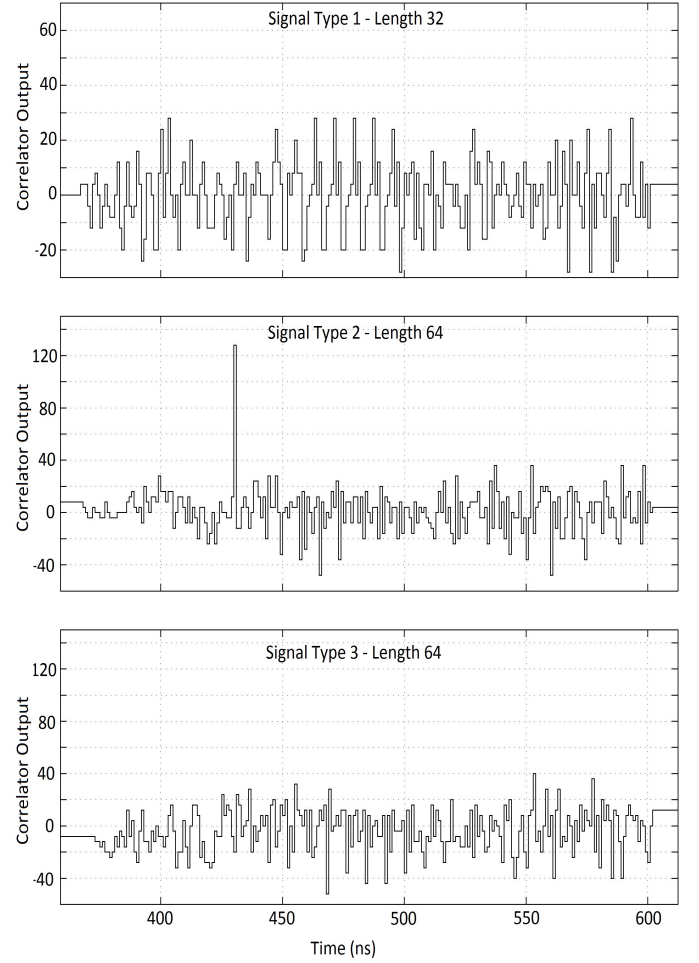 Signal Type 1 - Length 32
60
40
20
0
-20
Correlator Output
Signal Type 2 - Length 64
120
80
40
0
-40
Correlator Output
Signal Type 3 - Length 64
120
80
40
0
-40
Correlator Output
400 450 500 550 600
Time (ns)